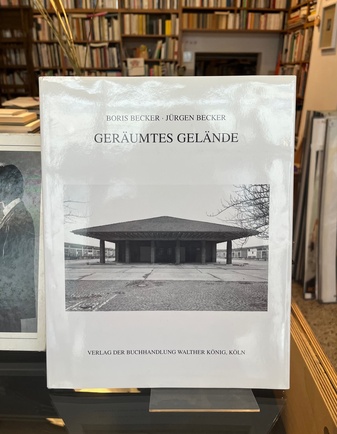 BORIS BECKER · JÜRGEN BECKER
GERÄUMTES GELÄNDE
VERLAG DER BUCHHANDLUNG WALTHER KÖNIG, KÖLN